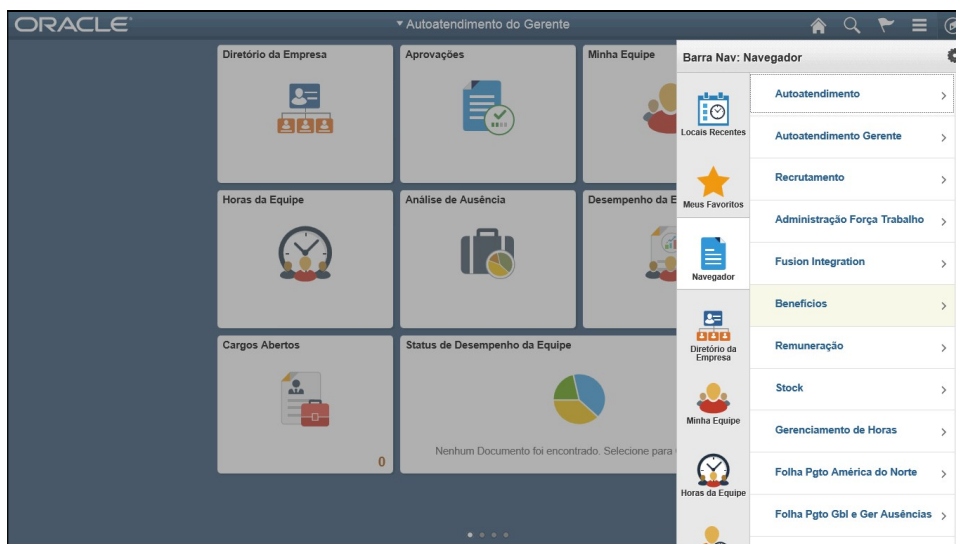 ORACLE
Autoatendimento do Gerente
Diretório da Empresa
Aprovações
Minha Equipe
Horas da Equipe
Análise de Ausência
Desempenho da E
Cargos Abertos
0
Status de Desempenho da Equipe
Nenhum Documento foi encontrado. Selecione para
Barra Nav: Navegador
Locais Recentes
Meus Favoritos
Navegador
Diretório da
Empresa
Minha Equipe
Horas da Equipe
Autoatendimento
Autoatendimento Gerente
Recrutamento
Administração Força Trabalho
Fusion Integration
Benefícios
Remuneração
Stock
Gerenciamento de Horas
Folha Pgto América do Norte
Folha Pgto Gbl e Ger Ausências